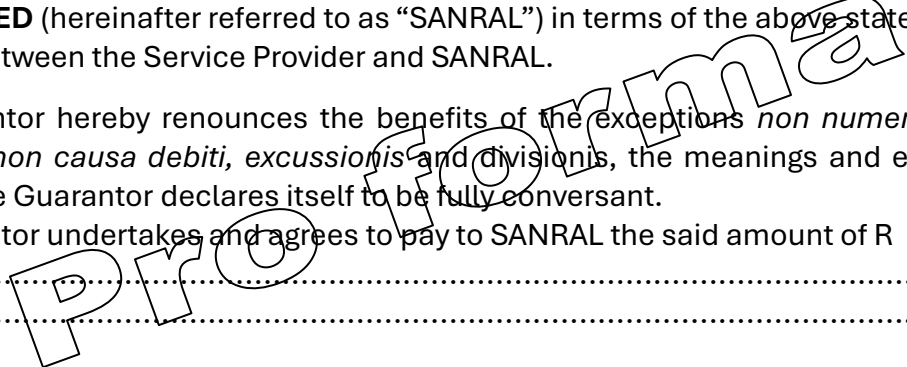 ED (hereinafter referred to as “SANRAL”) in terms of the above state
tween the Service Provider and SANRAL.
ntor hereby renounces the benefits of the exceptions non numer
non causa debiti, excussionis and divisionis, the meanings and e
e Guarantor declares itself to be fully conversant.
tor undertakes and agrees to pay to SANRAL the said amount of R
................................................................................
................................................................................
Pro forma